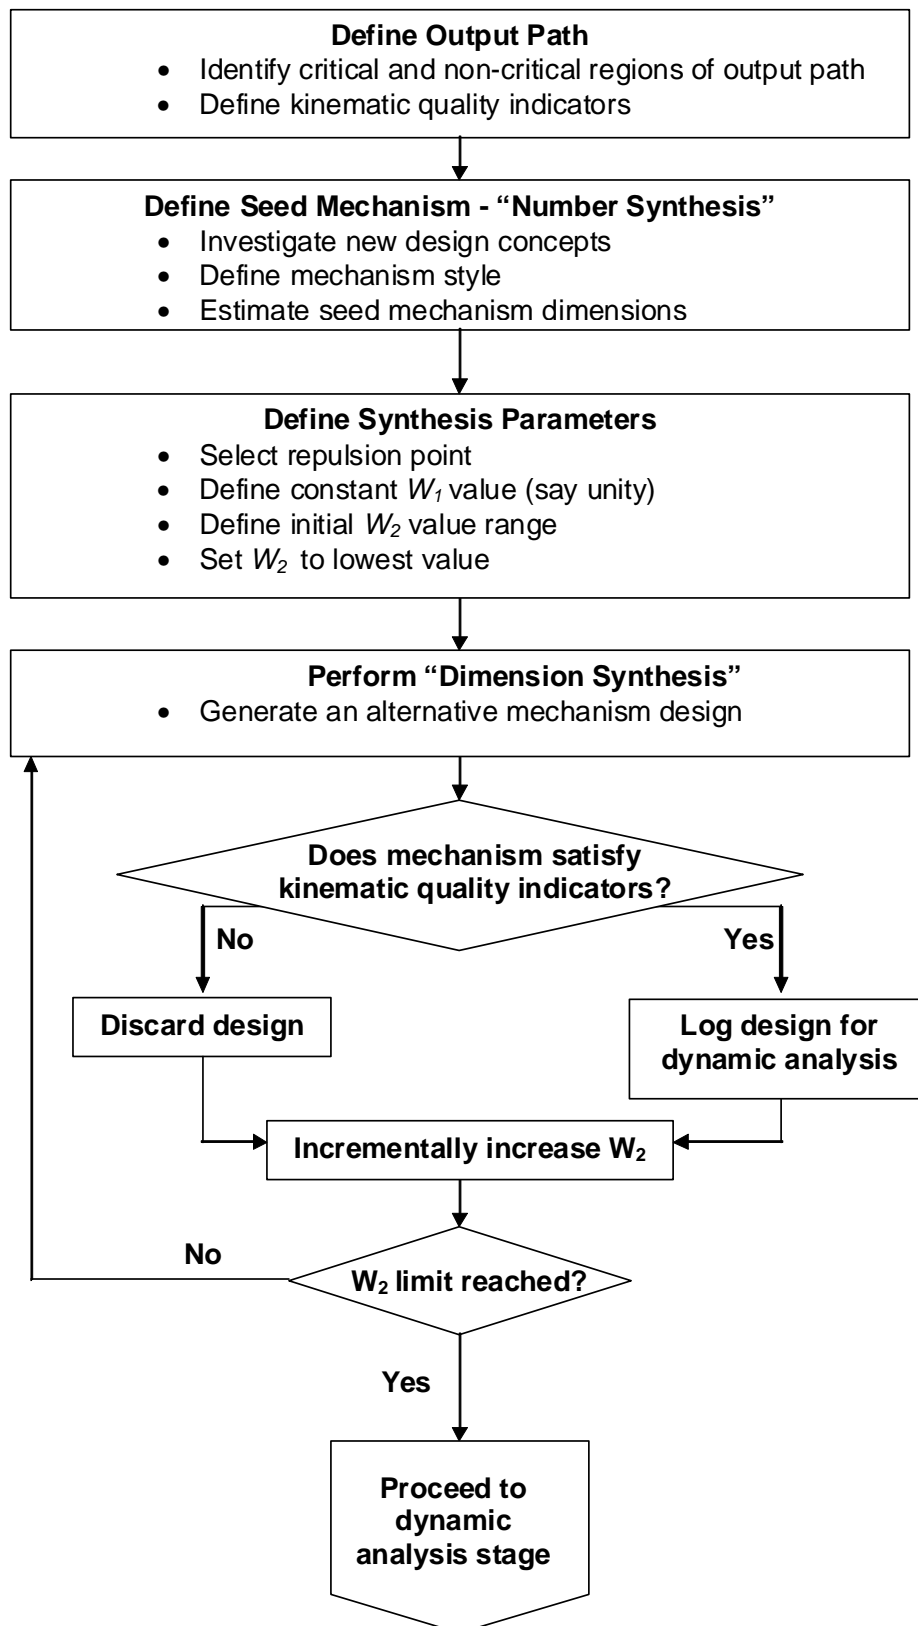 Define Output Path
• Identify critical and non-critical regions of output path
• Define kinematic quality indicators
Define Seed Mechanism - “Number Synthesis”
• Investigate new design concepts
• Define mechanism style
• Estimate seed mechanism dimensions
Define Synthesis Parameters
• Select repulsion point
• Define constant W₁ value (say unity)
• Define initial W₂ value range
• Set W₂ to lowest value
Perform “Dimension Synthesis”
• Generate an alternative mechanism design
Does mechanism satisfy
kinematic quality indicators?
No
Yes
Discard design
Log design for
dynamic analysis
Incrementally increase W₂
No
W₂ limit reached?
Yes
Proceed to
dynamic
analysis stage